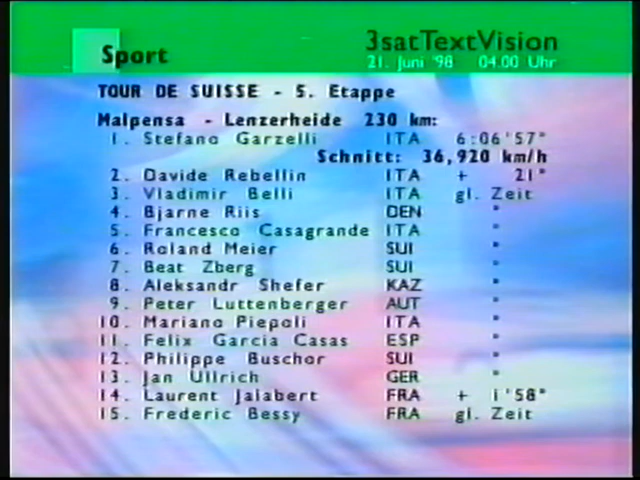 Sport
3satTextVision
21. Juni '98 04.00 Uhr
TOUR DE SUISSE - 5. Etappe
Malpensa - Lenzerheide 230 km:
1. Stefano Garzelli ITA 6:06'57"
Schnitt: 36,920 km/h
2. Davide Rebellin ITA + 21"
3. Vladimir Belli ITA gl. Zeit
4. Bjarne Riis DEN "
5. Francesco Casagrande ITA "
6. Roland Meier SUI "
7. Beat Zberg SUI "
8. Aleksandr Shefer KAZ "
9. Peter Luttenberger AUT "
10. Mariano Piepoli ITA "
11. Felix Garcia Casas ESP "
12. Philippe Buschor SUI "
13. Jan Ullrich GER "
14. Laurent Jalabert FRA + 1'58"
15. Frederic Bessy FRA gl. Zeit